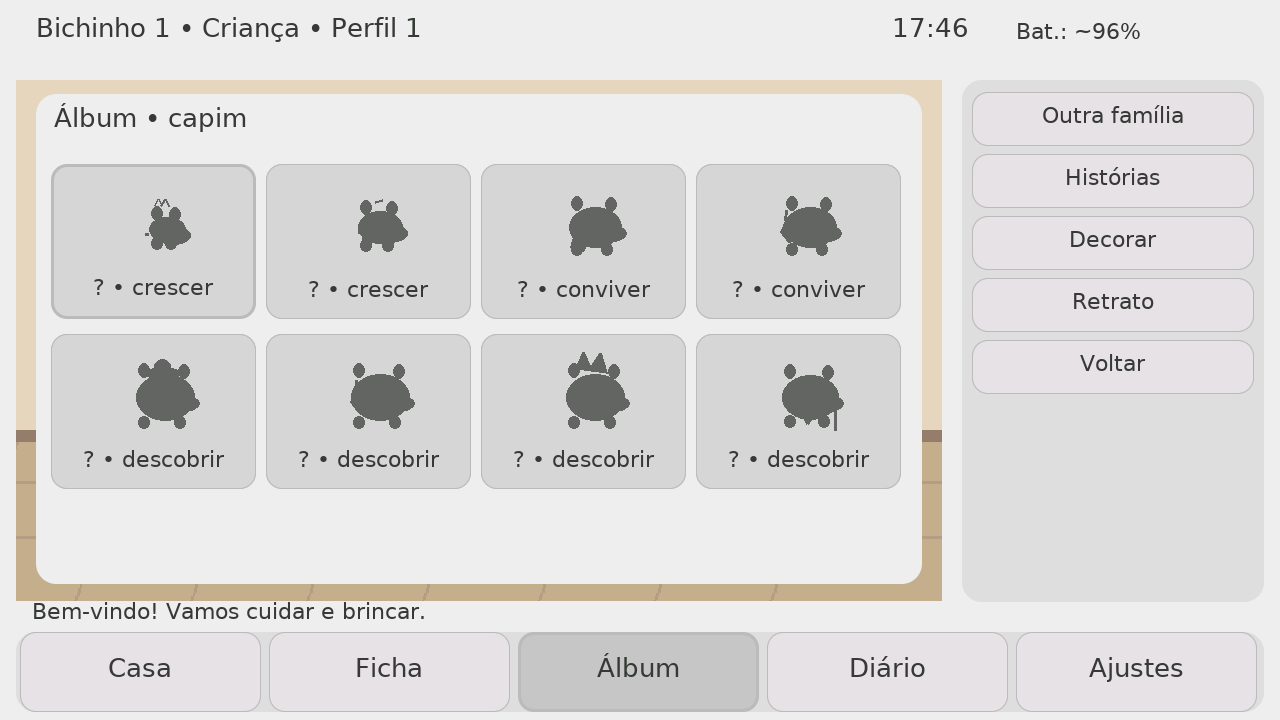 Bichinho 1 • Criança • Perfil 1
17:46
Bat.: ~96%
Álbum • capim
? • crescer
? • crescer
? • conviver
? • conviver
? • descobrir
? • descobrir
? • descobrir
? • descobrir
Outra família
Histórias
Decorar
Retrato
Voltar
Bem-vindo! Vamos cuidar e brincar.
Casa
Ficha
Álbum
Diário
Ajustes